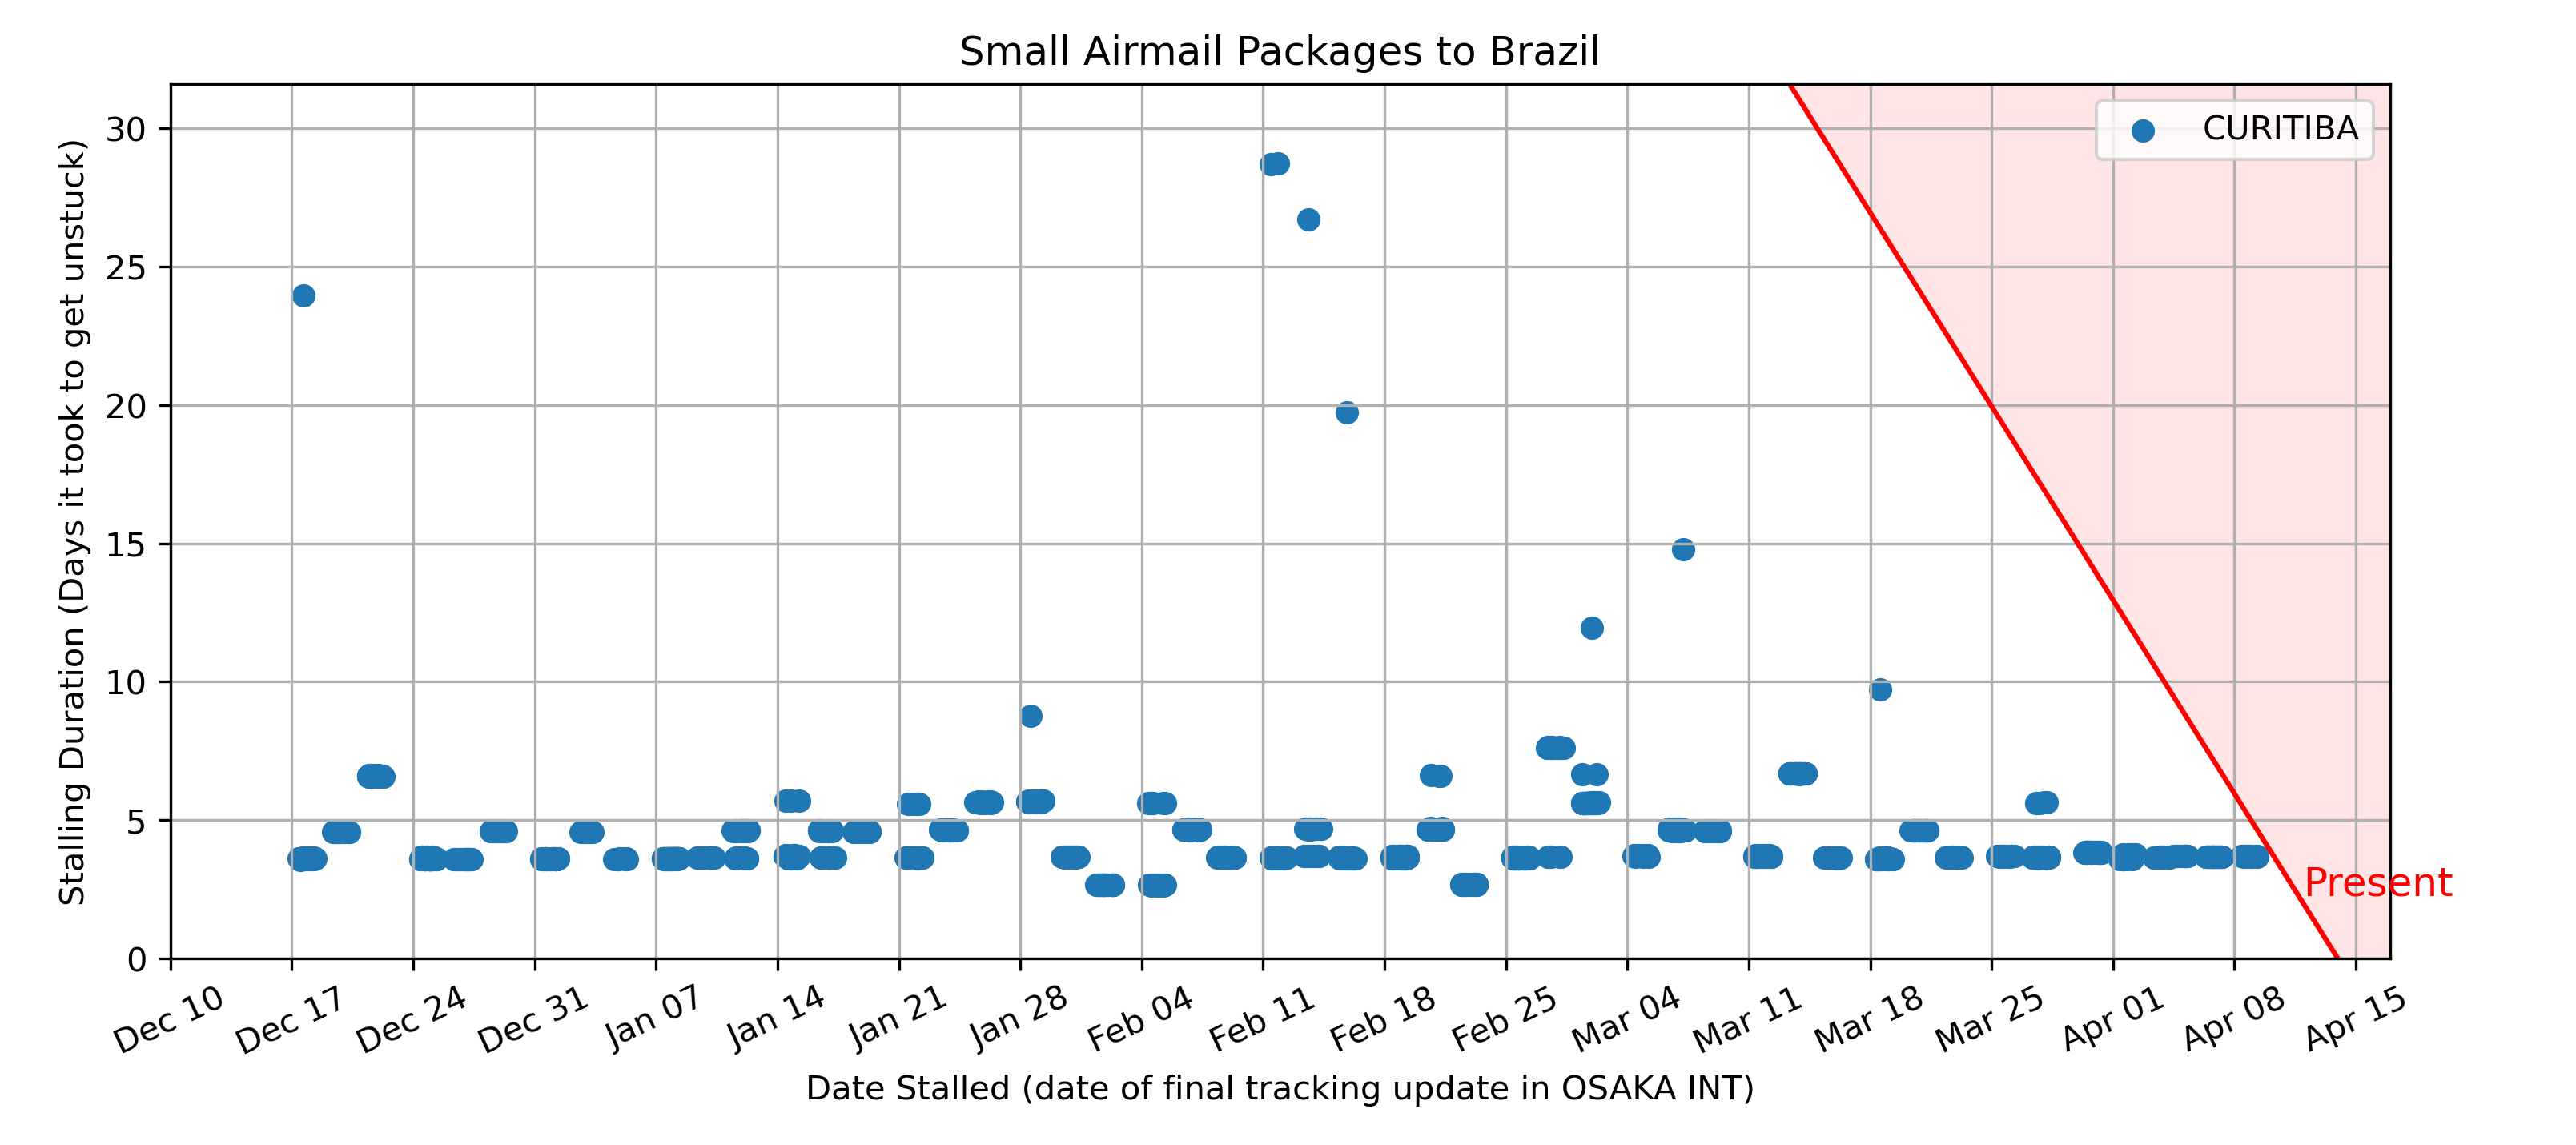 Small Airmail Packages to Brazil
Stalling Duration (Days it took to get unstuck)
30
25
20
15
10
5
0
CURITIBA
Present
Dec 10
Dec 17
Dec 24
Dec 31
Jan 07
Jan 14
Jan 21
Jan 28
Feb 04
Feb 11
Feb 18
Feb 25
Mar 04
Mar 11
Mar 18
Mar 25
Apr 01
Apr 08
Apr 15
Date Stalled (date of final tracking update in OSAKA INT)